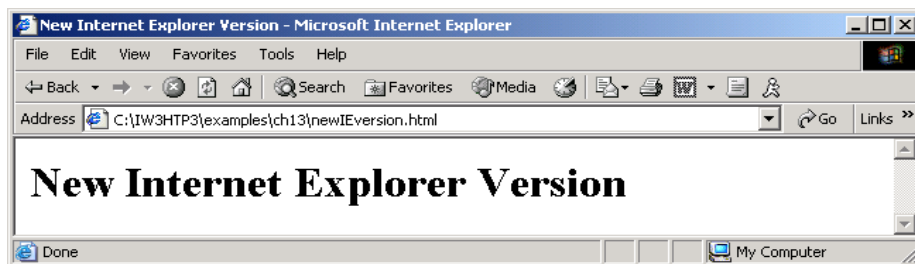 New Internet Explorer Version - Microsoft Internet Explorer
File Edit View Favorites Tools Help
Back Search Favorites Media
Address C:\IW3HTP3\examples\ch13\newIEversion.html Go Links »
New Internet Explorer Version
Done My Computer